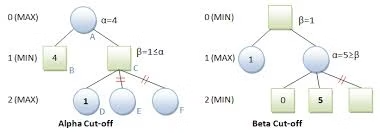 0 (MAX)
α=4
A
1 (MIN)
4
B
β=1≤α
C
2 (MAX)
1
D
E
F
Alpha Cut-off
0 (MIN)
β=1
1 (MAX)
1
α=5≥β
2 (MIN)
0
5
Beta Cut-off